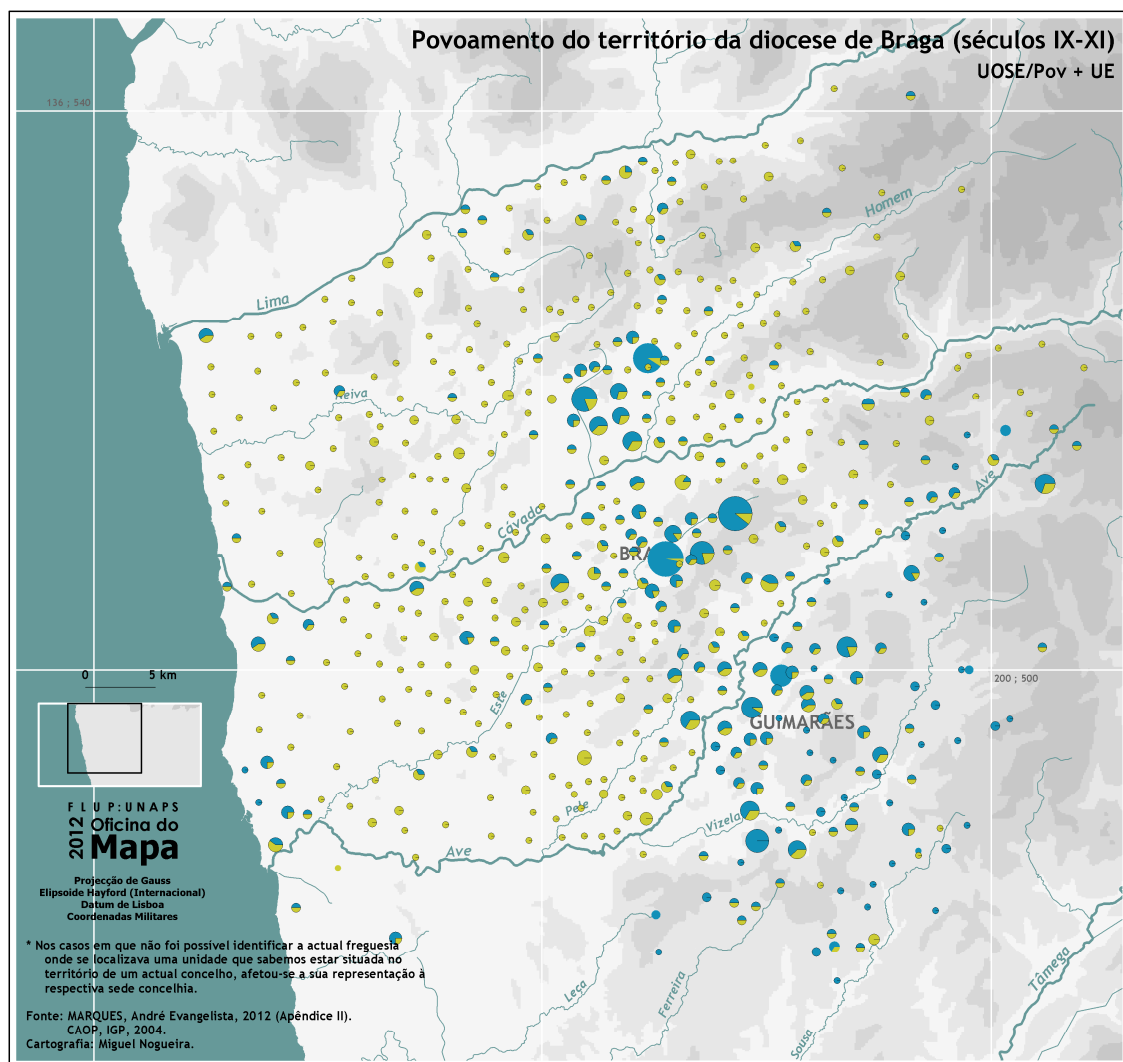 Povoamento do território da diocese de Braga (séculos IX-XI)
UOSE/Pov + UE
136 ; 540
Homem
Lima
Neiva
Cávado
Ave
BRA
Este
GUIMARÃES
200 ; 500
0 5 km
Pele
Vizela
Ave
FLUP:UNAPS
2012 Oficina do
Mapa
Projecção de Gauss
Elipsoide Hayford (Internacional)
Datum de Lisboa
Coordenadas Militares
* Nos casos em que não foi possível identificar a actual freguesia
onde se localizava uma unidade que sabemos estar situada no
território de um actual concelho, afetou-se a sua representação à
respectiva sede concelhia.
Fonte: MARQUES, André Evangelista, 2012 (Apêndice II).
CAOP, IGP, 2004.
Cartografia: Miguel Nogueira.
Leça
Ferreira
Sousa
Tâmega